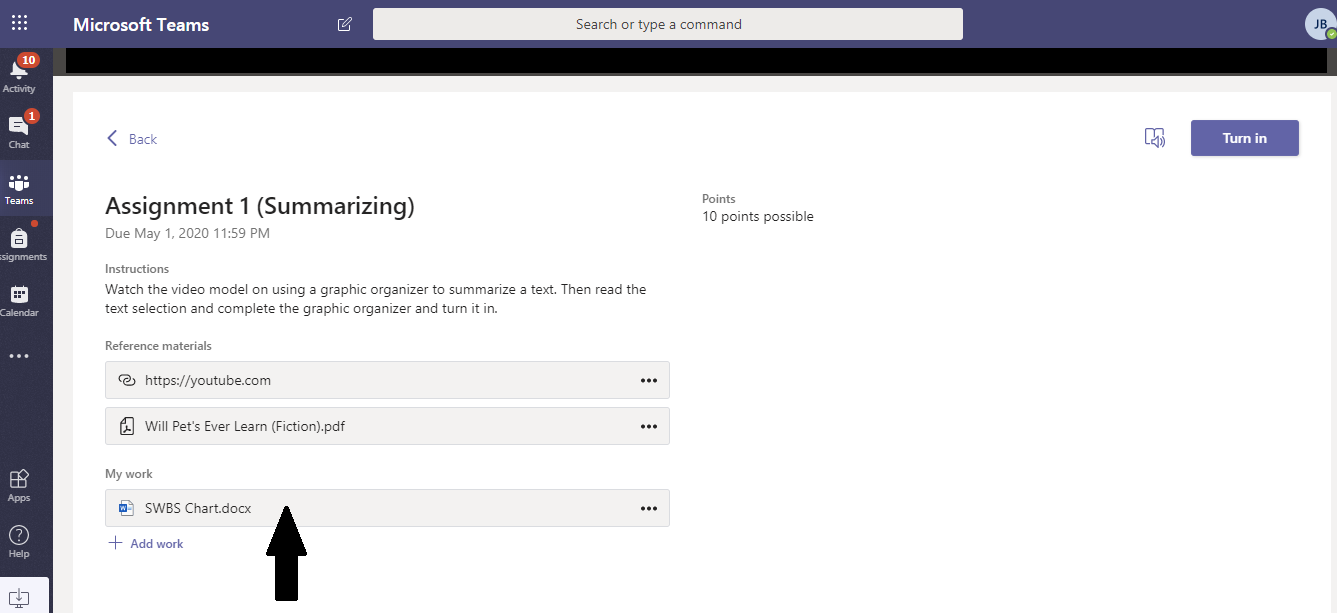 Microsoft Teams
Search or type a command
JB
10
Activity
1
Chat
Teams
ssignments
Calendar
Apps
Help
Back
Turn in
Assignment 1 (Summarizing)
Due May 1, 2020 11:59 PM
Points
10 points possible
Instructions
Watch the video model on using a graphic organizer to summarize a text. Then read the
text selection and complete the graphic organizer and turn it in.
Reference materials
https://youtube.com
Will Pet's Ever Learn (Fiction).pdf
My work
SWBS Chart.docx
Add work